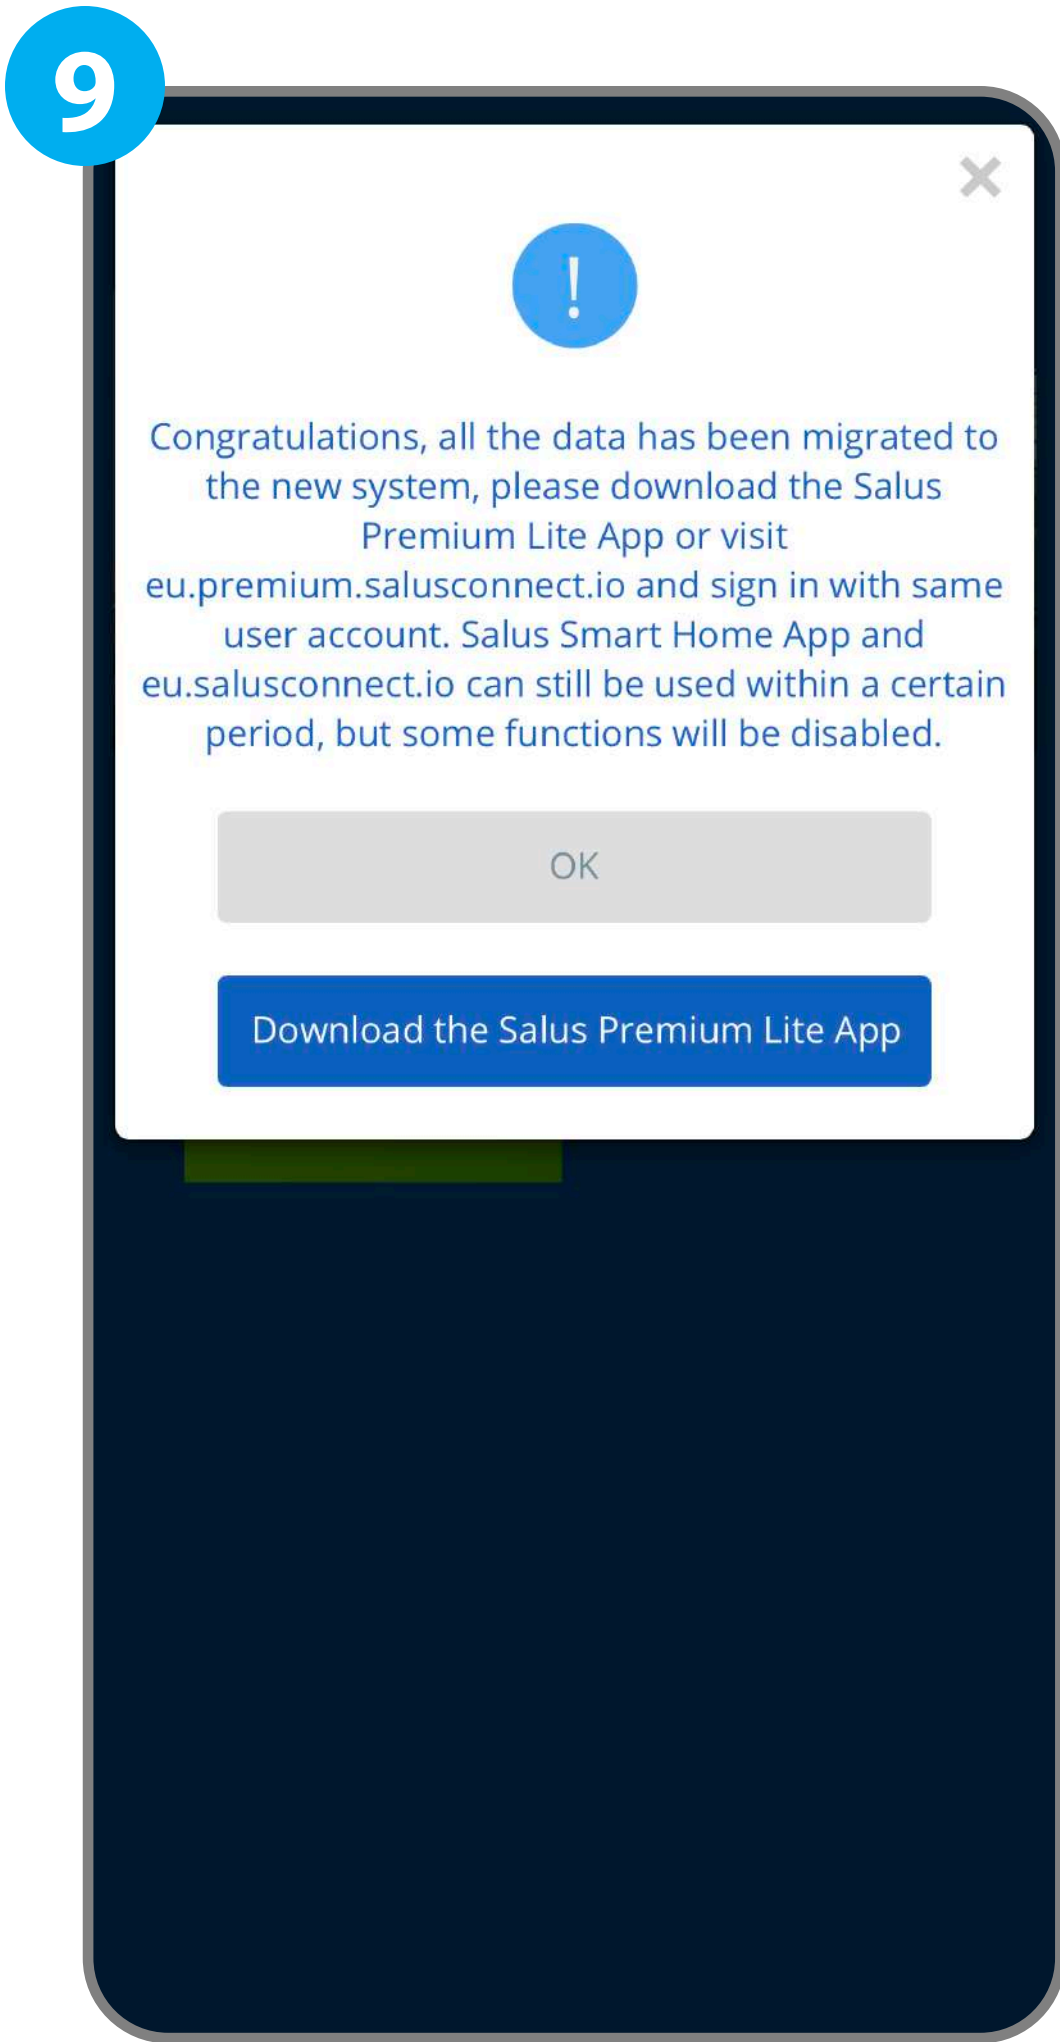 9
!
Congratulations, all the data has been migrated to
the new system, please download the Salus
Premium Lite App or visit
eu.premium.salusconnect.io and sign in with same
user account. Salus Smart Home App and
eu.salusconnect.io can still be used within a certain
period, but some functions will be disabled.
OK
Download the Salus Premium Lite App